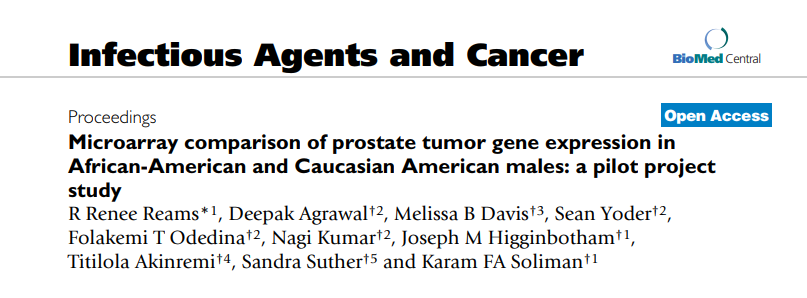 Infectious Agents and Cancer
BioMed Central
Proceedings
Open Access
Microarray comparison of prostate tumor gene expression in
African-American and Caucasian American males: a pilot project
study
R Renee Reams*¹, Deepak Agrawal†², Melissa B Davis†³, Sean Yoder†²,
Folakemi T Odedina†², Nagi Kumar†², Joseph M Higginbotham†¹,
Titilola Akinremi†⁴, Sandra Suther†⁵ and Karam FA Soliman†¹